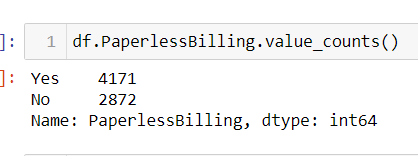 ]: 1 df.PaperlessBilling.value_counts()
]: Yes 4171
No 2872
Name: PaperlessBilling, dtype: int64